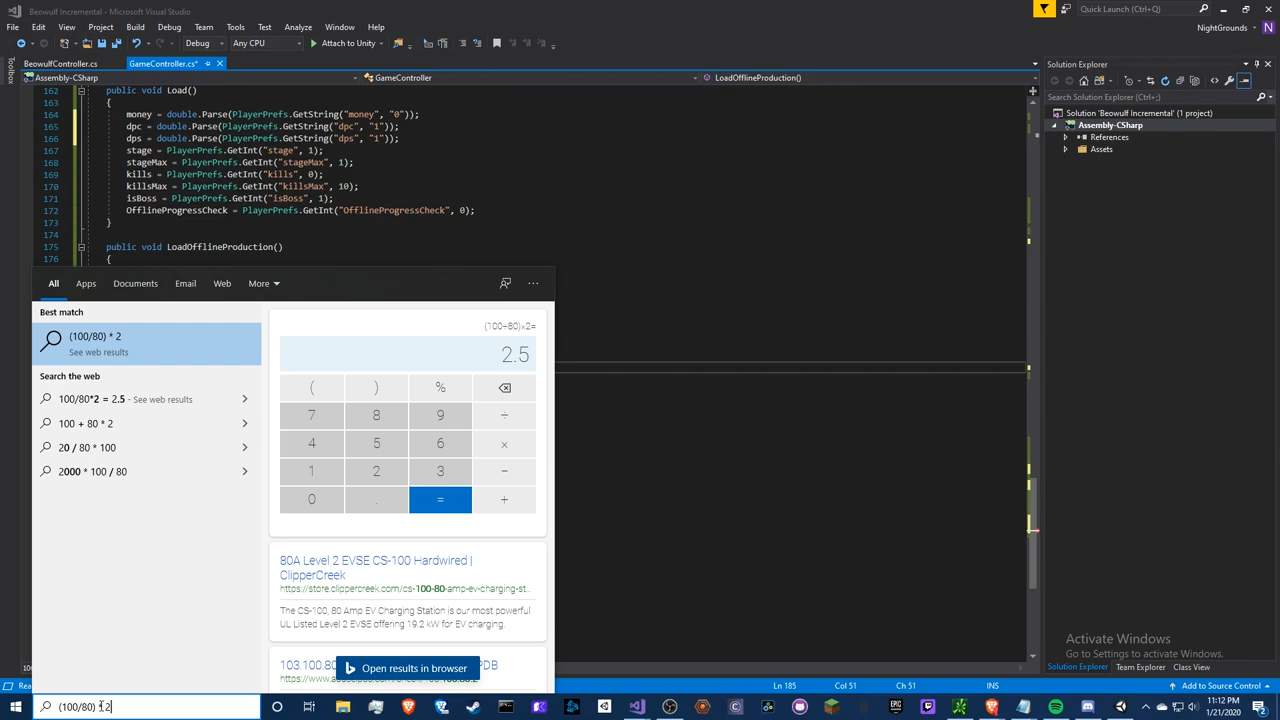 Beowulf Incremental - Microsoft Visual Studio
Quick Launch (Ctrl+Q)
File
Team
Tools
Test
Analyze
Window
Help
NightGrounds
Debug
Any CPU
Attach to Unity
Toolbox
BeowulfController.cs
GameController.cs*
Solution Explorer
Assembly-CSharp
GameController
LoadOfflineProduction()
162 public void Load()
163 {
164 money = double.Parse(PlayerPrefs.GetString("money", "0"));
165 dpc = double.Parse(PlayerPrefs.GetString("dpc", "1"));
166 dps = double.Parse(PlayerPrefs.GetString("dps", "1"));
167 stage = PlayerPrefs.GetInt("stage", 1);
168 stageMax = PlayerPrefs.GetInt("stageMax", 1);
169 kills = PlayerPrefs.GetInt("kills", 0);
170 killsMax = PlayerPrefs.GetInt("killsMax", 10);
171 isBoss = PlayerPrefs.GetInt("isBoss", 1);
172 OfflineProgressCheck = PlayerPrefs.GetInt("OfflineProgressCheck", 0);
173 }
174
175 public void LoadOfflineProduction()
176 {
Search Solution Explorer (Ctrl+;)
Solution 'Beowulf Incremental' (1 project)
Assembly-CSharp
References
Assets
All
Apps
Documents
Email
Web
More
Best match
(100/80) * 2
See web results
Search the web
100/80*2 = 2.5 - See web results
100 + 80 * 2
20 / 80 * 100
2000 * 100 / 80
(100÷80)×2=
2.5
( ) %
7 8 9 ÷
4 5 6 ×
1 2 3 −
0 . = +
80A Level 2 EVSE CS-100 Hardwired |
ClipperCreek
https://store.clippercreek.com/cs-100-80-amp-ev-charging-st...
The CS-100, 80 Amp EV Charging Station is our most powerful
UL Listed Level 2 EVSE offering 19.2 kW for EV charging.
Open results in browser
Activate Windows
Go to Settings to activate Windows.
Solution Explorer
Team Explorer
Class View
Ln 185
Col 51
Ch 51
INS
Add to Source Control
11:12 PM
1/21/2020